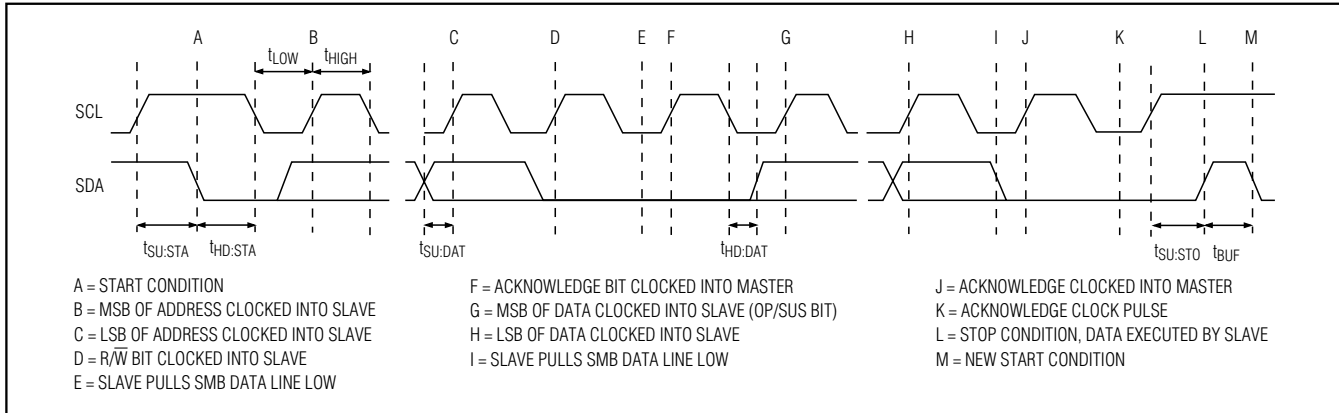 A B C D E F G H I J K L M
tLOW tHIGH
SCL
SDA
tSU:STA tHD:STA tSU:DAT tHD:DAT tSU:STO tBUF
A = START CONDITION
B = MSB OF ADDRESS CLOCKED INTO SLAVE
C = LSB OF ADDRESS CLOCKED INTO SLAVE
D = R/W̅ BIT CLOCKED INTO SLAVE
E = SLAVE PULLS SMB DATA LINE LOW
F = ACKNOWLEDGE BIT CLOCKED INTO MASTER
G = MSB OF DATA CLOCKED INTO SLAVE (OP/SUS BIT)
H = LSB OF DATA CLOCKED INTO SLAVE
I = SLAVE PULLS SMB DATA LINE LOW
J = ACKNOWLEDGE CLOCKED INTO MASTER
K = ACKNOWLEDGE CLOCK PULSE
L = STOP CONDITION, DATA EXECUTED BY SLAVE
M = NEW START CONDITION